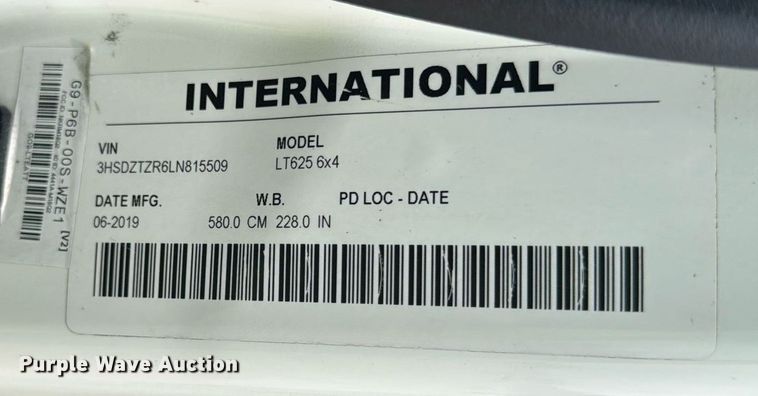 INTERNATIONAL®
VIN
3HSDZTZR6LN815509
MODEL
LT625 6x4
DATE MFG.
06-2019
W.B.
580.0 CM 228.0 IN
PD LOC - DATE
G9-P6B-00S-WZE1 [V2]
Purple Wave Auction